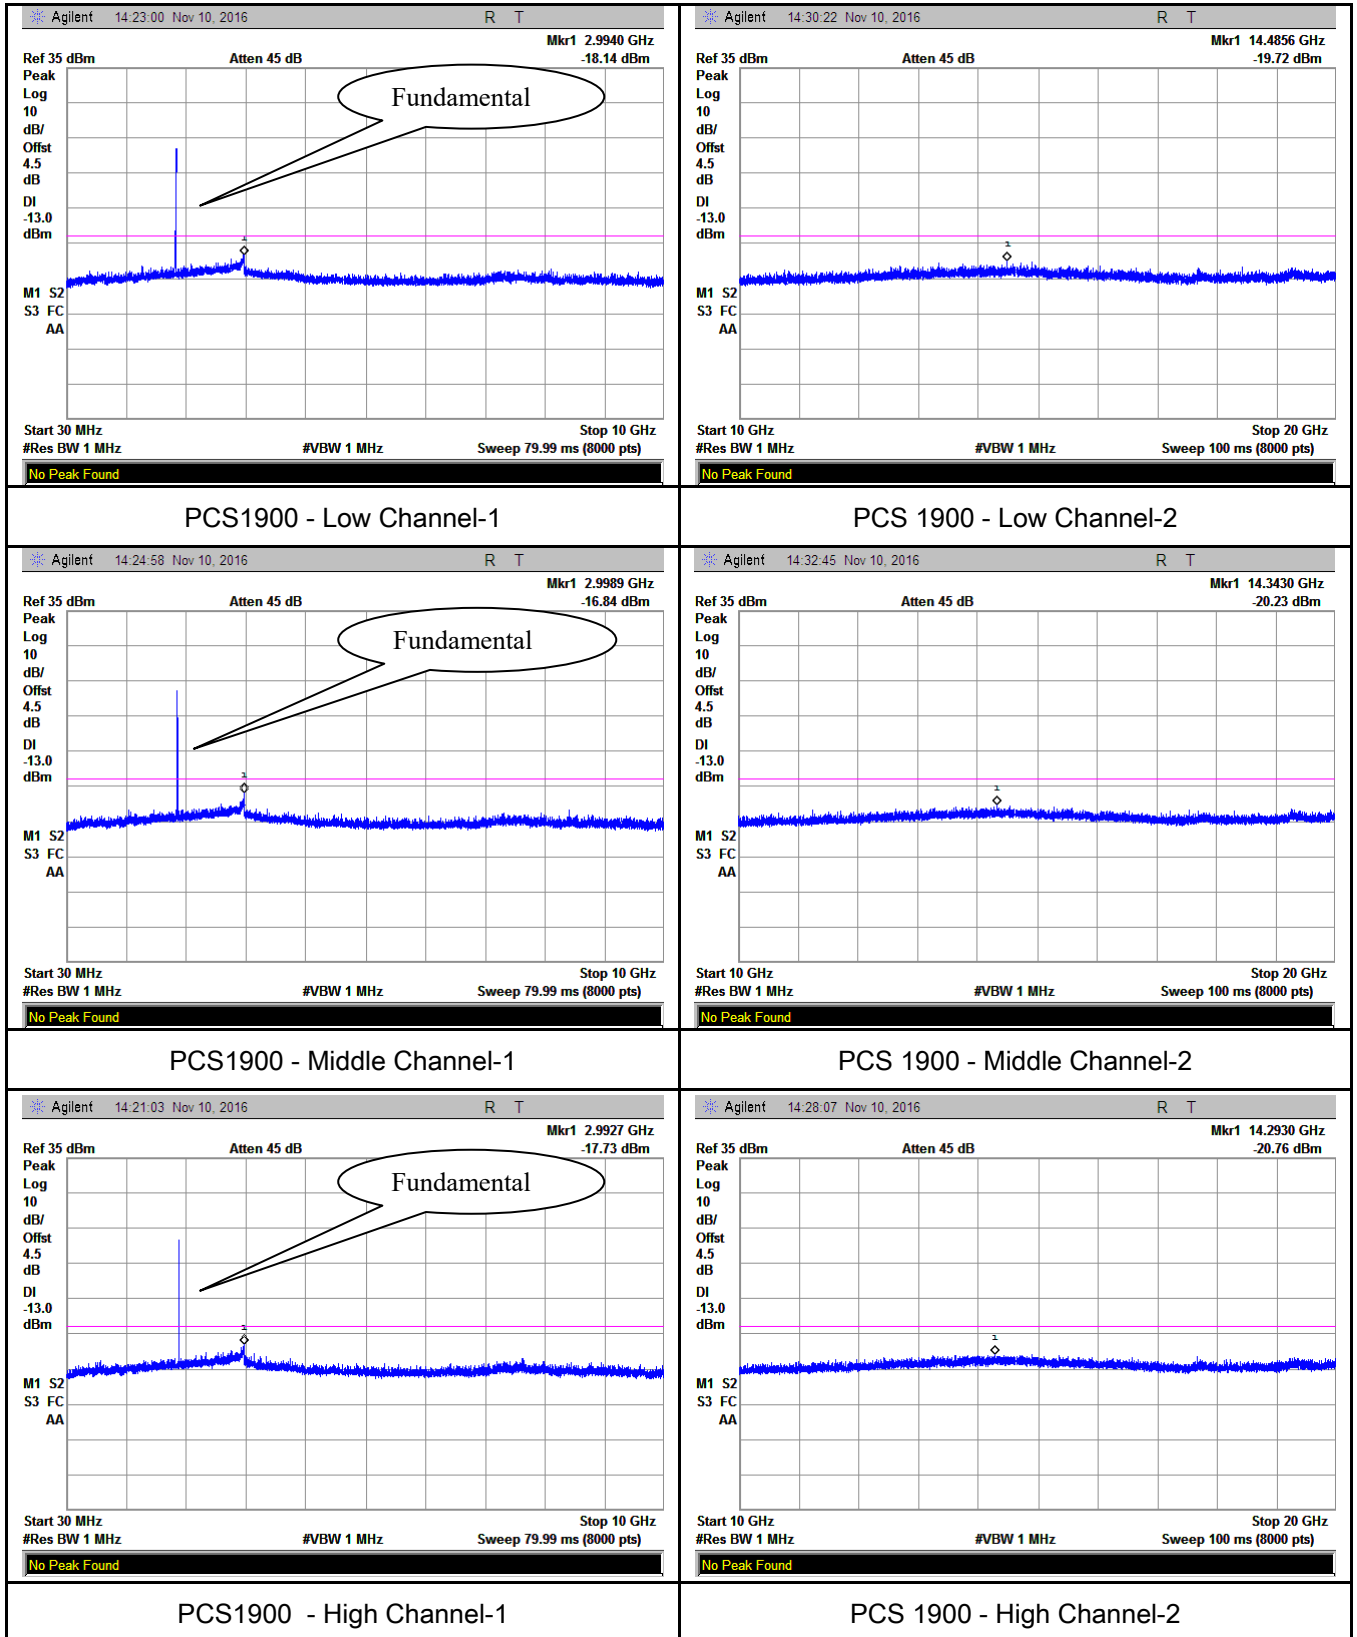 Agilent 14:23:00 Nov 10, 2016 R T
Mkr1 2.9940 GHz
Ref 35 dBm Atten 45 dB -18.14 dBm
Peak
Log
10
dB/
Offst
4.5
dB
DI
-13.0
dBm
M1 S2
S3 FC
AA
Fundamental
1
Start 30 MHz Stop 10 GHz
#Res BW 1 MHz #VBW 1 MHz Sweep 79.99 ms (8000 pts)
No Peak Found
PCS1900 - Low Channel-1
Agilent 14:30:22 Nov 10, 2016 R T
Mkr1 14.4856 GHz
Ref 35 dBm Atten 45 dB -19.72 dBm
Peak
Log
10
dB/
Offst
4.5
dB
DI
-13.0
dBm
M1 S2
S3 FC
AA
1
Start 10 GHz Stop 20 GHz
#Res BW 1 MHz #VBW 1 MHz Sweep 100 ms (8000 pts)
No Peak Found
PCS 1900 - Low Channel-2
Agilent 14:24:58 Nov 10, 2016 R T
Mkr1 2.9989 GHz
Ref 35 dBm Atten 45 dB -16.84 dBm
Peak
Log
10
dB/
Offst
4.5
dB
DI
-13.0
dBm
M1 S2
S3 FC
AA
Fundamental
1
Start 30 MHz Stop 10 GHz
#Res BW 1 MHz #VBW 1 MHz Sweep 79.99 ms (8000 pts)
No Peak Found
PCS1900 - Middle Channel-1
Agilent 14:32:45 Nov 10, 2016 R T
Mkr1 14.3430 GHz
Ref 35 dBm Atten 45 dB -20.23 dBm
Peak
Log
10
dB/
Offst
4.5
dB
DI
-13.0
dBm
M1 S2
S3 FC
AA
1
Start 10 GHz Stop 20 GHz
#Res BW 1 MHz #VBW 1 MHz Sweep 100 ms (8000 pts)
No Peak Found
PCS 1900 - Middle Channel-2
Agilent 14:21:03 Nov 10, 2016 R T
Mkr1 2.9927 GHz
Ref 35 dBm Atten 45 dB -17.73 dBm
Peak
Log
10
dB/
Offst
4.5
dB
DI
-13.0
dBm
M1 S2
S3 FC
AA
Fundamental
1
Start 30 MHz Stop 10 GHz
#Res BW 1 MHz #VBW 1 MHz Sweep 79.99 ms (8000 pts)
No Peak Found
PCS1900 - High Channel-1
Agilent 14:28:07 Nov 10, 2016 R T
Mkr1 14.2930 GHz
Ref 35 dBm Atten 45 dB -20.76 dBm
Peak
Log
10
dB/
Offst
4.5
dB
DI
-13.0
dBm
M1 S2
S3 FC
AA
1
Start 10 GHz Stop 20 GHz
#Res BW 1 MHz #VBW 1 MHz Sweep 100 ms (8000 pts)
No Peak Found
PCS 1900 - High Channel-2